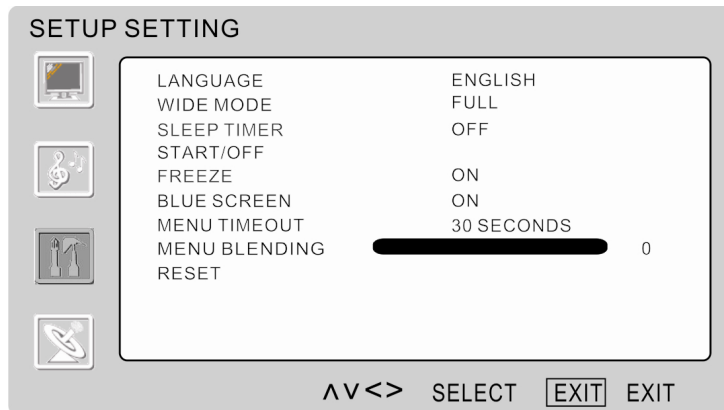 SETUP SETTING
LANGUAGE ENGLISH
WIDE MODE FULL
SLEEP TIMER OFF
START/OFF
FREEZE ON
BLUE SCREEN ON
MENU TIMEOUT 30 SECONDS
MENU BLENDING 0
RESET
∧∨<> SELECT EXIT EXIT